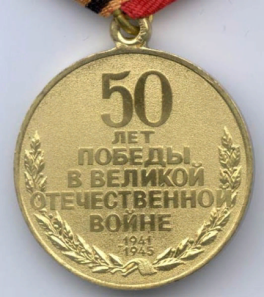 50
ЛЕТ
ПОБЕДЫ
В ВЕЛИКОЙ
ОТЕЧЕСТВЕННОЙ
ВОЙНЕ
1941
1945